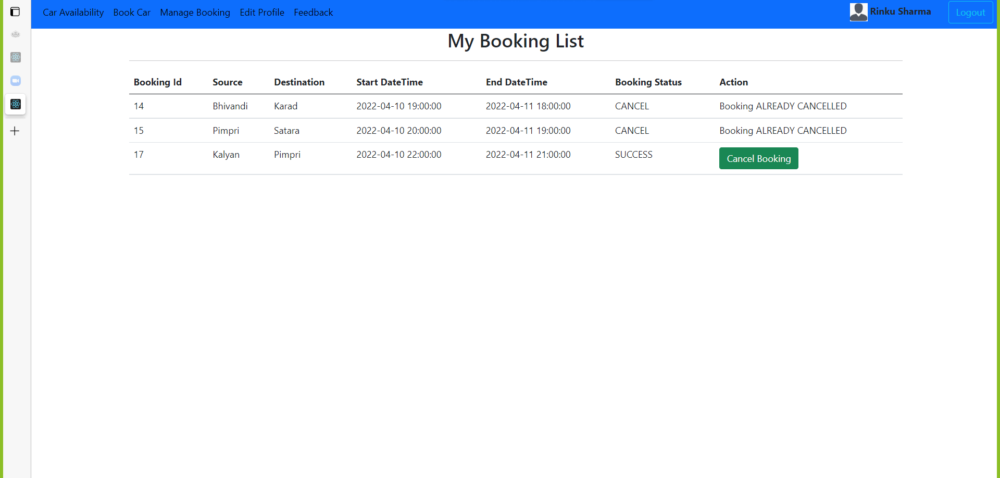 Car Availability Book Car Manage Booking Edit Profile Feedback Rinku Sharma Logout
My Booking List
Booking Id Source Destination Start DateTime End DateTime Booking Status Action
14 Bhivandi Karad 2022-04-10 19:00:00 2022-04-11 18:00:00 CANCEL Booking ALREADY CANCELLED
15 Pimpri Satara 2022-04-10 20:00:00 2022-04-11 19:00:00 CANCEL Booking ALREADY CANCELLED
17 Kalyan Pimpri 2022-04-10 22:00:00 2022-04-11 21:00:00 SUCCESS Cancel Booking